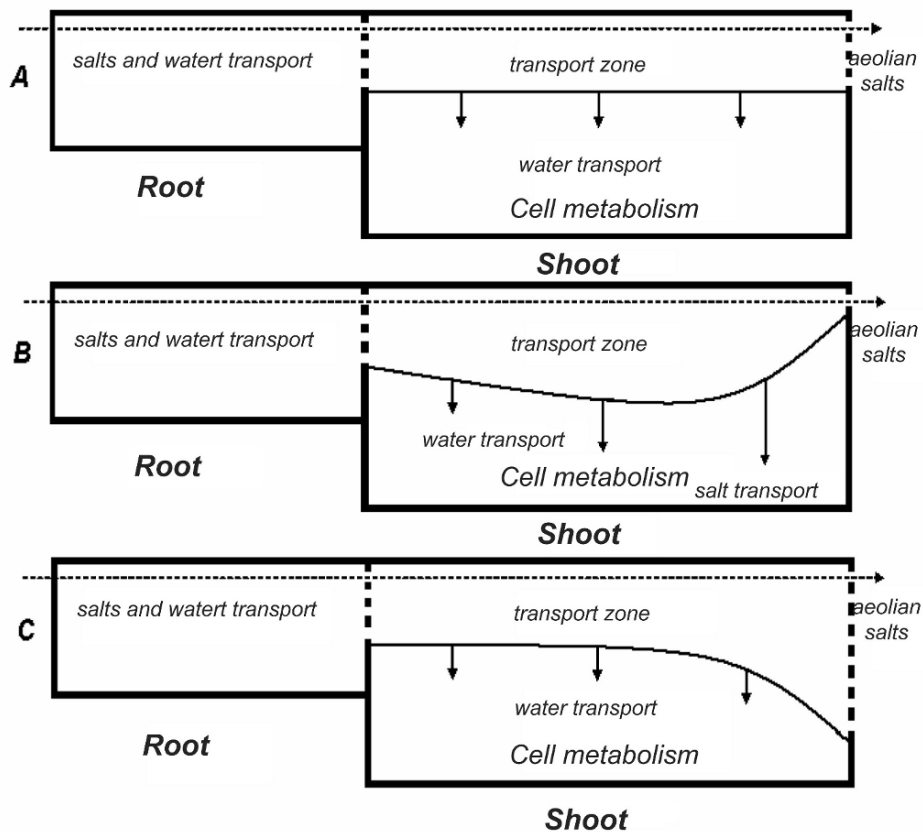 A
salts and watert transport
transport zone
aeolian
salts
water transport
Root
Cell metabolism
Shoot
B
salts and watert transport
transport zone
aeolian
salts
water transport
Root
Cell metabolism
salt transport
Shoot
C
salts and watert transport
transport zone
aeolian
salts
water transport
Root
Cell metabolism
Shoot